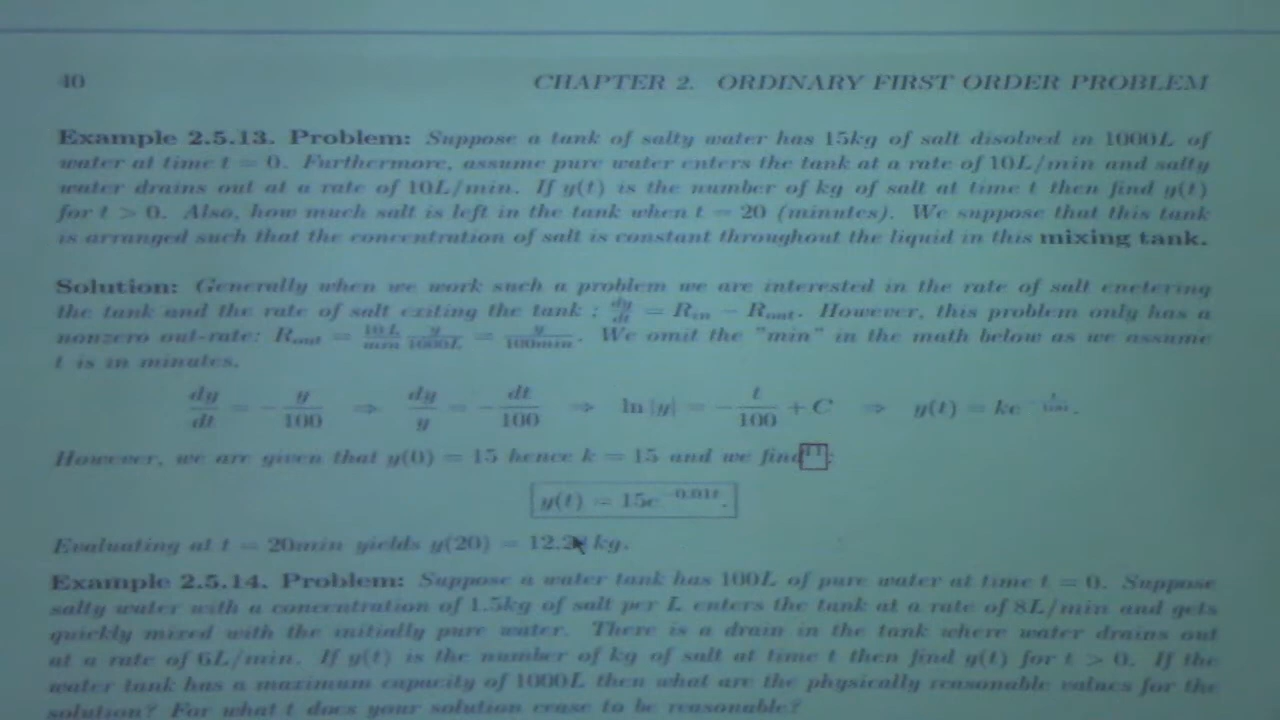 40
CHAPTER 2. ORDINARY FIRST ORDER PROBLEM
Example 2.5.13. Problem: Suppose a tank of salty water has 15kg of salt disolved in 1000L of
water at time t = 0. Furthermore, assume pure water enters the tank at a rate of 10L/min and salty
water drains out at a rate of 10L/min. If y(t) is the number of kg of salt at time t then find y(t)
for t > 0. Also, how much salt is left in the tank when t = 20 (minutes). We suppose that this tank
is arranged such that the concentration of salt is constant throughout the liquid in this mixing tank.
Solution: Generally when we work such a problem we are interested in the rate of salt enetering
the tank and the rate of salt exiting the tank ; dy/dt = R_in − R_out. However, this problem only has a
nonzero out-rate: R_out = 10L/min y/1000L = y/100min. We omit the "min" in the math below as we assume
t is in minutes.
dy/dt = − y/100 ⇒ dy/y = − dt/100 ⇒ ln |y| = − t/100 + C ⇒ y(t) = ke^{−t/100}.
However, we are given that y(0) = 15 hence k = 15 and we find 11:
y(t) = 15e^{−0.01t}.
Evaluating at t = 20min yields y(20) = 12.2 kg.
Example 2.5.14. Problem: Suppose a water tank has 100L of pure water at time t = 0. Suppose
salty water with a concentration of 1.5kg of salt per L enters the tank at a rate of 8L/min and gets
quickly mixed with the initially pure water. There is a drain in the tank where water drains out
at a rate of 6L/min. If y(t) is the number of kg of salt at time t then find y(t) for t > 0. If the
water tank has a maximum capacity of 1000L then what are the physically reasonable values for the
solution? For what t does your solution cease to be reasonable?